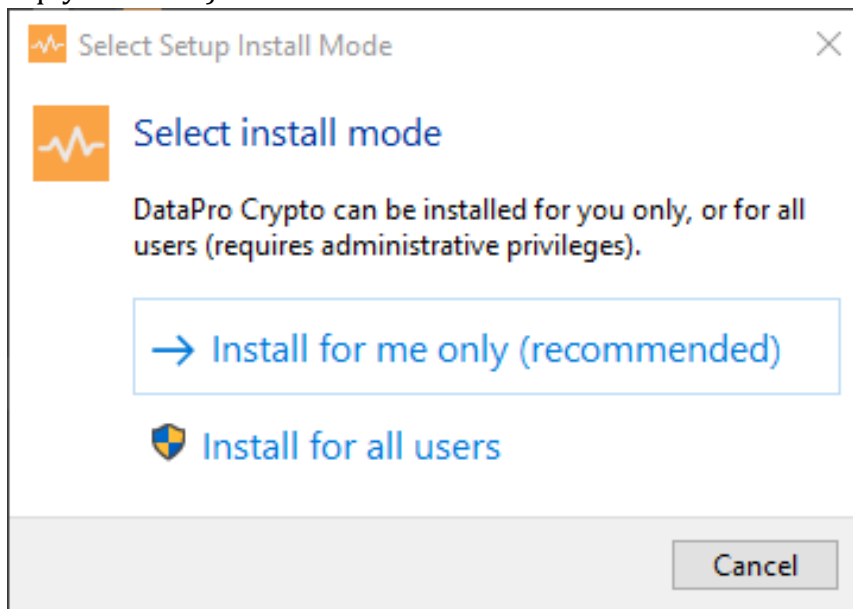 Select Setup Install Mode
Select install mode
DataPro Crypto can be installed for you only, or for all
users (requires administrative privileges).
→ Install for me only (recommended)
Install for all users
Cancel